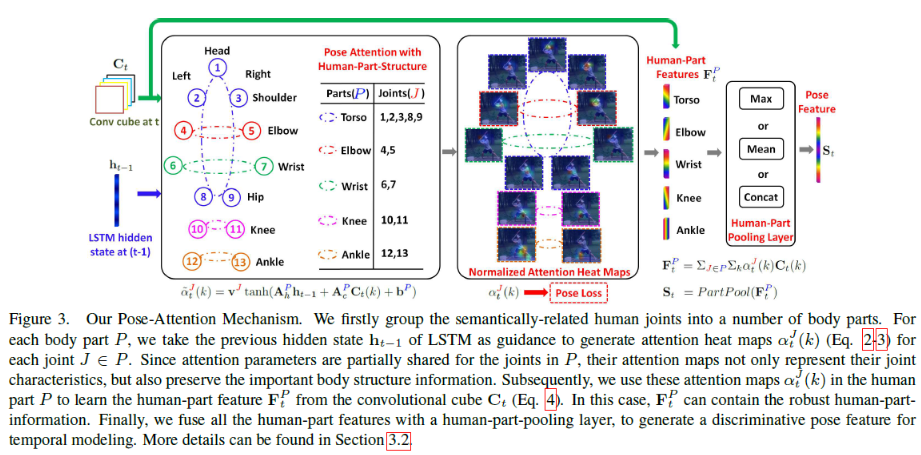 C_t
Conv cube at t
h_{t-1}
LSTM hidden
state at (t-1)
Head
Left
Right
1
2
3
Shoulder
4
5
Elbow
6
7
Wrist
8
9
Hip
10
11
Knee
12
13
Ankle
Pose Attention with
Human-Part-Structure
Parts(P) Joints(J)
Torso 1,2,3,8,9
Elbow 4,5
Wrist 6,7
Knee 10,11
Ankle 12,13
Normalized Attention Heat Maps
Human-Part
Features F_t^P
Torso
Elbow
Wrist
Knee
Ankle
Max
or
Mean
or
Concat
Human-Part
Pooling Layer
Pose
Feature
S_t
α̃_t^J(k) = v^J tanh(A_h^P h_{t-1} + A_c^P C_t(k) + b^P)
α_t^J(k)
Pose Loss
F_t^P = Σ_{J∈P}Σ_k α_t^J(k)C_t(k)
S_t = PartPool(F_t^P)
Figure 3. Our Pose-Attention Mechanism. We firstly group the semantically-related human joints into a number of body parts. For
each body part P, we take the previous hidden state h_{t-1} of LSTM as guidance to generate attention heat maps α_t^J(k) (Eq. 2-3) for
each joint J ∈ P. Since attention parameters are partially shared for the joints in P, their attention maps not only represent their joint
characteristics, but also preserve the important body structure information. Subsequently, we use these attention maps α_t^J(k) in the human
part P to learn the human-part feature F_t^P from the convolutional cube C_t (Eq. 4). In this case, F_t^P can contain the robust human-part-
information. Finally, we fuse all the human-part features with a human-part-pooling layer, to generate a discriminative pose feature for
temporal modeling. More details can be found in Section 3.2.